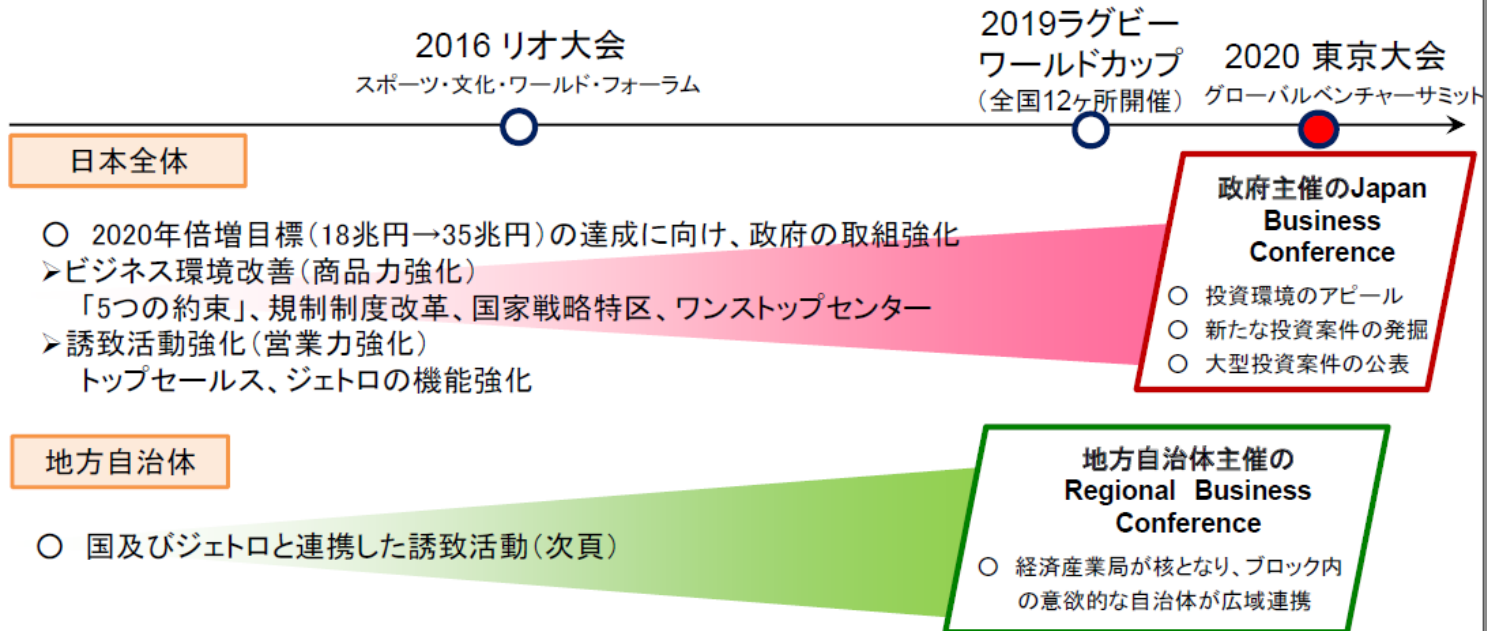 2016 リオ大会
スポーツ・文化・ワールド・フォーラム
2019ラグビー
ワールドカップ
（全国12ヶ所開催）
2020 東京大会
グローバルベンチャーサミット
日本全体
○ 2020年倍増目標（18兆円→35兆円）の達成に向け、政府の取組強化
➢ビジネス環境改善（商品力強化）
「5つの約束」、規制制度改革、国家戦略特区、ワンストップセンター
➢誘致活動強化（営業力強化）
トップセールス、ジェトロの機能強化
政府主催のJapan
Business
Conference
○ 投資環境のアピール
○ 新たな投資案件の発掘
○ 大型投資案件の公表
地方自治体
○ 国及びジェトロと連携した誘致活動（次頁）
地方自治体主催の
Regional Business
Conference
○ 経済産業局が核となり、ブロック内
の意欲的な自治体が広域連携